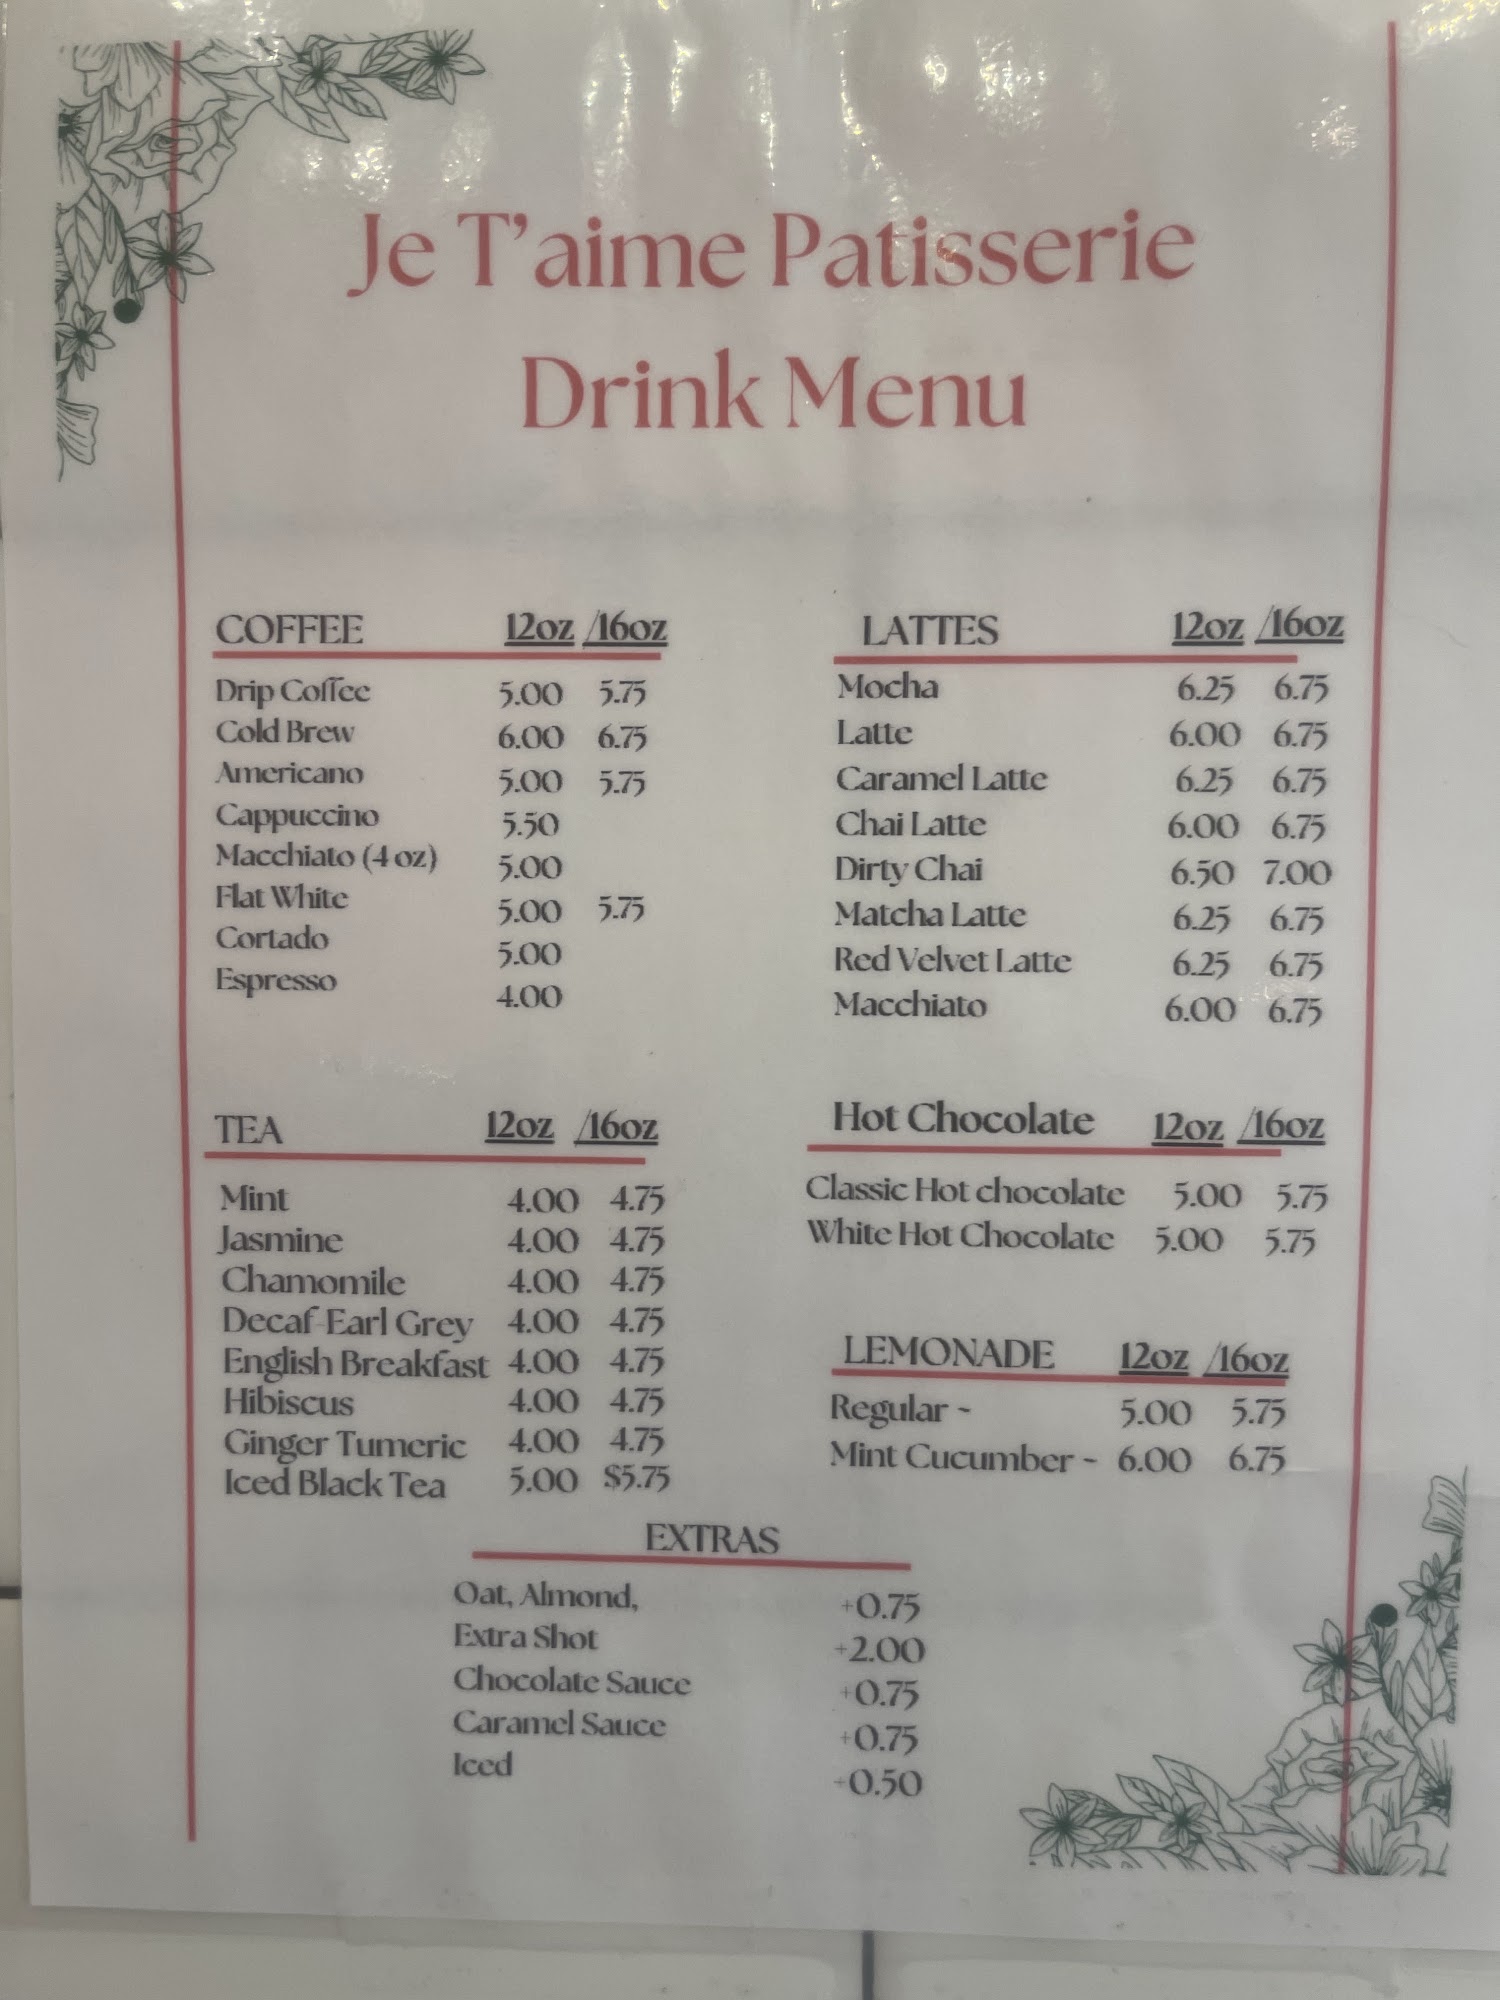 Je T'aime Patisserie
Drink Menu
COFFEE 12oz /16oz
Drip Coffee 5.00 5.75
Cold Brew 6.00 6.75
Americano 5.00 5.75
Cappuccino 5.50
Macchiato (4 oz) 5.00
Flat White 5.00 5.75
Cortado 5.00
Espresso 4.00
LATTES 12oz /16oz
Mocha 6.25 6.75
Latte 6.00 6.75
Caramel Latte 6.25 6.75
Chai Latte 6.00 6.75
Dirty Chai 6.50 7.00
Matcha Latte 6.25 6.75
Red Velvet Latte 6.25 6.75
Macchiato 6.00 6.75
TEA 12oz /16oz
Mint 4.00 4.75
Jasmine 4.00 4.75
Chamomile 4.00 4.75
Decaf-Earl Grey 4.00 4.75
English Breakfast 4.00 4.75
Hibiscus 4.00 4.75
Ginger Tumeric 4.00 4.75
Iced Black Tea 5.00 $5.75
Hot Chocolate 12oz /16oz
Classic Hot chocolate 5.00 5.75
White Hot Chocolate 5.00 5.75
LEMONADE 12oz /16oz
Regular ~ 5.00 5.75
Mint Cucumber ~ 6.00 6.75
EXTRAS
Oat, Almond, +0.75
Extra Shot +2.00
Chocolate Sauce +0.75
Caramel Sauce +0.75
Iced +0.50